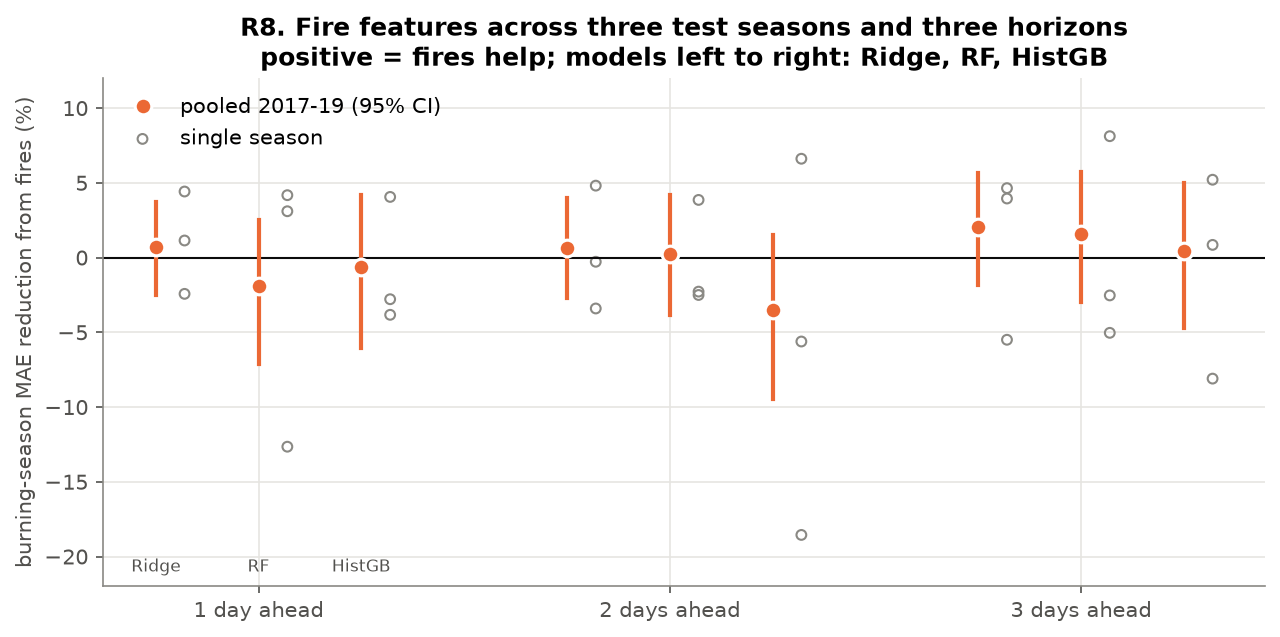 R8. Fire features across three test seasons and three horizons
positive = fires help; models left to right: Ridge, RF, HistGB
burning-season MAE reduction from fires (%)
pooled 2017-19 (95% CI)
single season
10
5
0
−5
−10
−15
−20
Ridge
RF
HistGB
1 day ahead
2 days ahead
3 days ahead